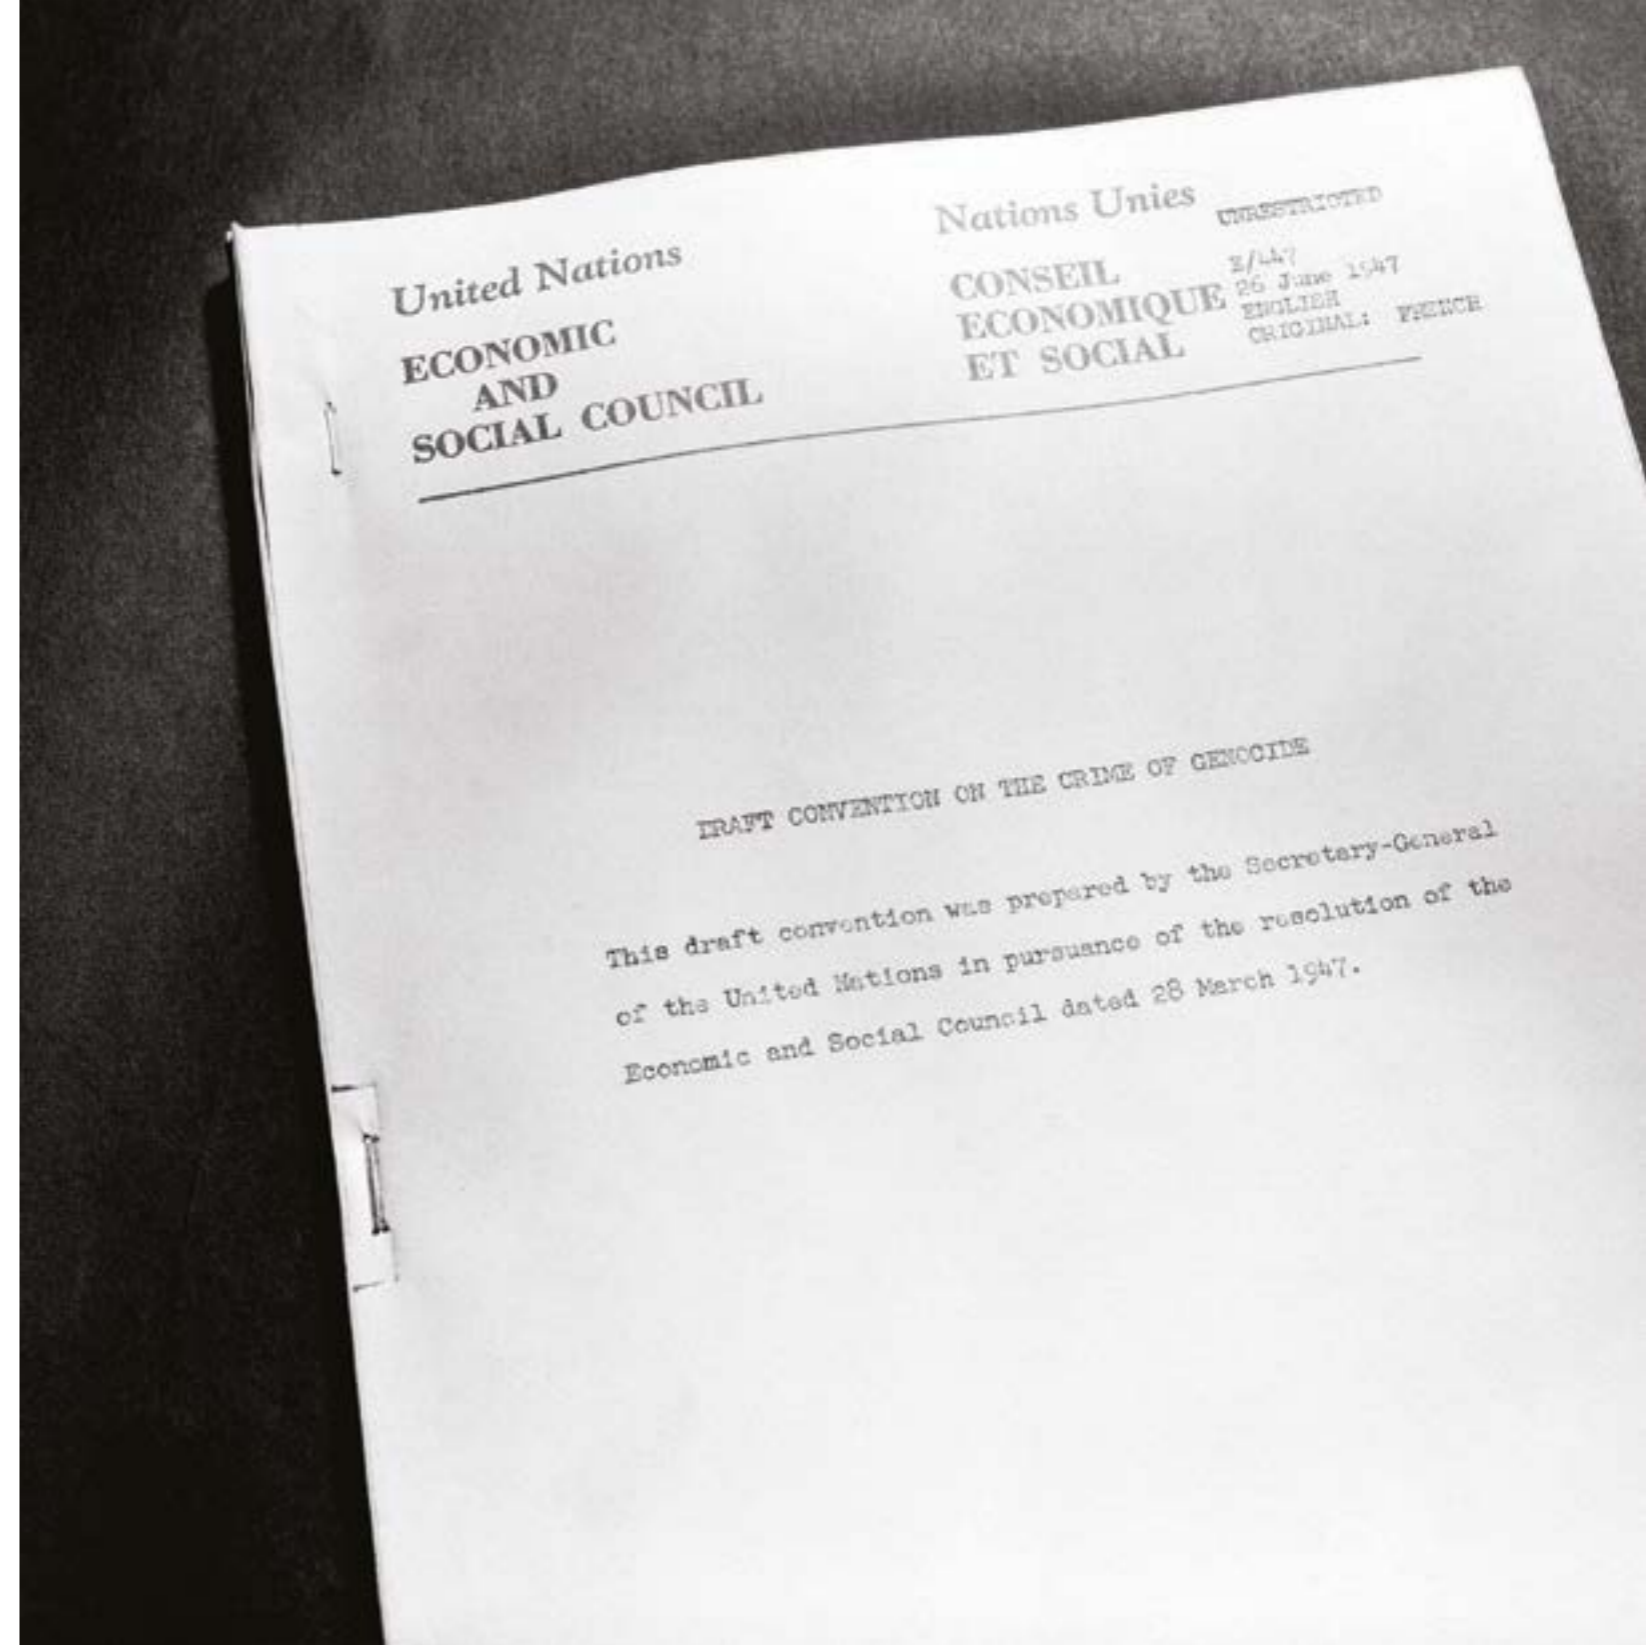 United Nations
ECONOMIC
AND
SOCIAL COUNCIL
Nations Unies
CONSEIL
ECONOMIQUE
ET SOCIAL
UNRESTRICTED
E/447
26 June 1947
ENGLISH
ORIGINAL: FRENCH
DRAFT CONVENTION ON THE CRIME OF GENOCIDE
This draft convention was prepared by the Secretary-General
of the United Nations in pursuance of the resolution of the
Economic and Social Council dated 28 March 1947.